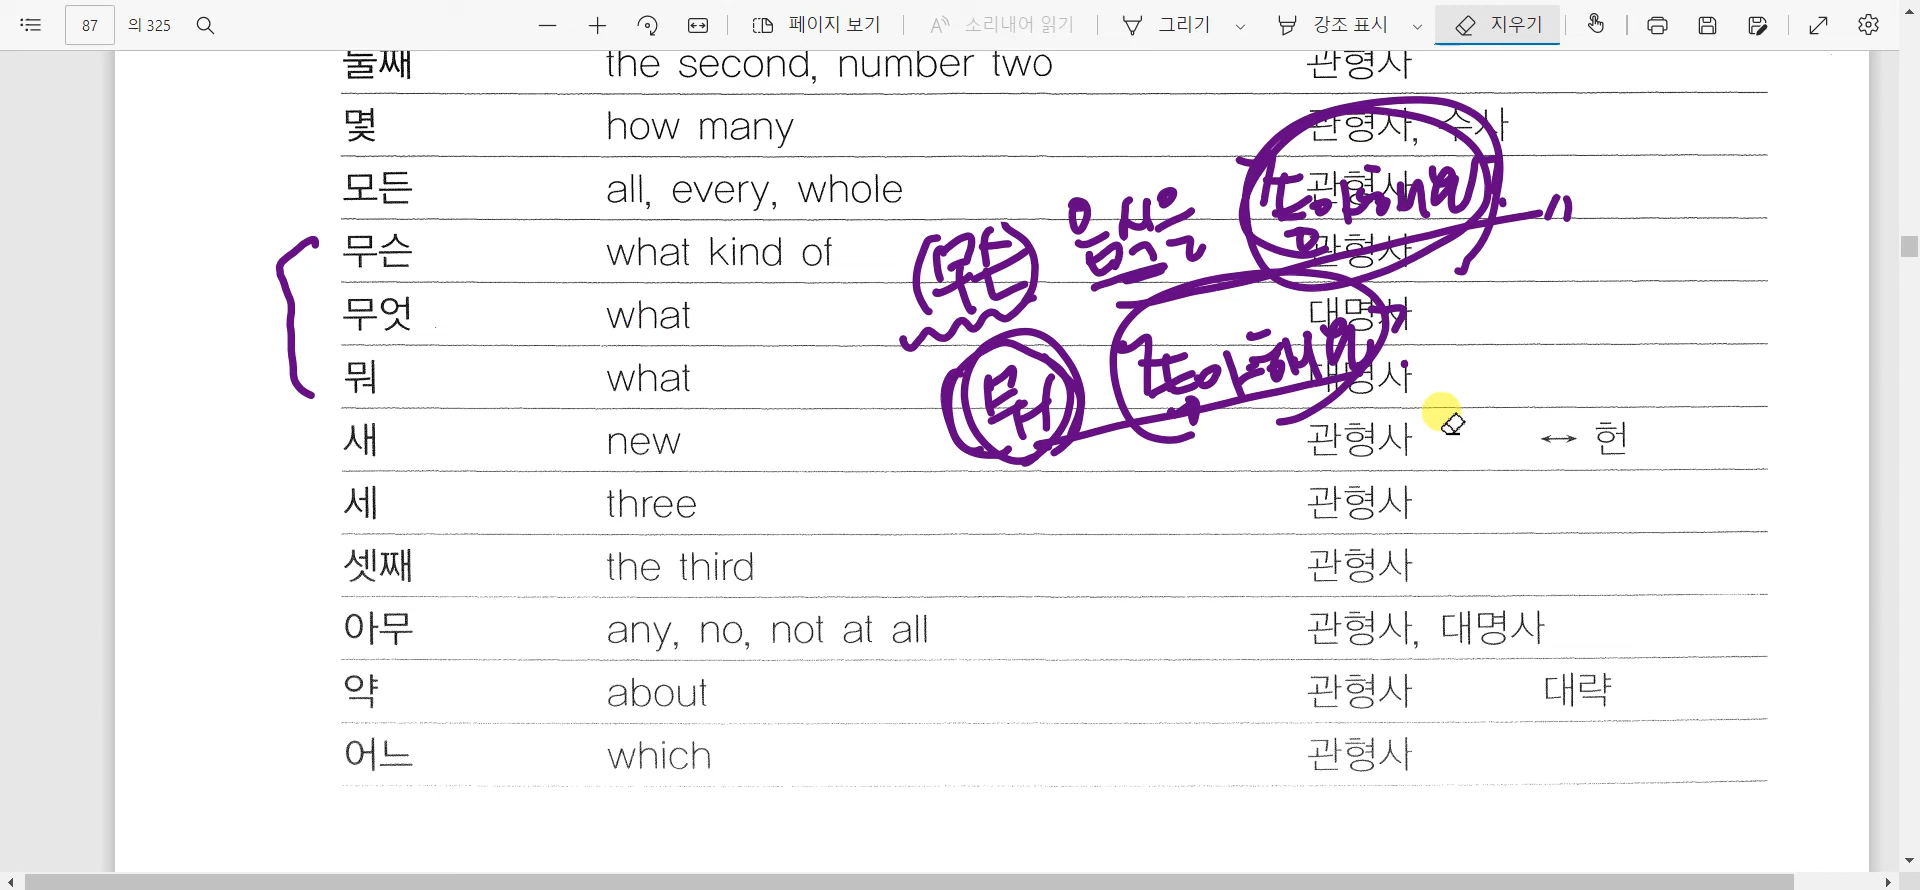 87 의 325 페이지 보기 소리내어 읽기 그리기 강조 표시 지우기
둘째 the second, number two 관형사
몇 how many 관형사, 수사
모든 all, every, whole 관형사
무슨 what kind of 관형사
무슨 음식을 좋아해요
무엇 what 대명사
뭐 what 대명사
뭐 좋아해요
새 new 관형사 ↔ 헌
세 three 관형사
셋째 the third 관형사
아무 any, no, not at all 관형사, 대명사
약 about 관형사 대략
어느 which 관형사